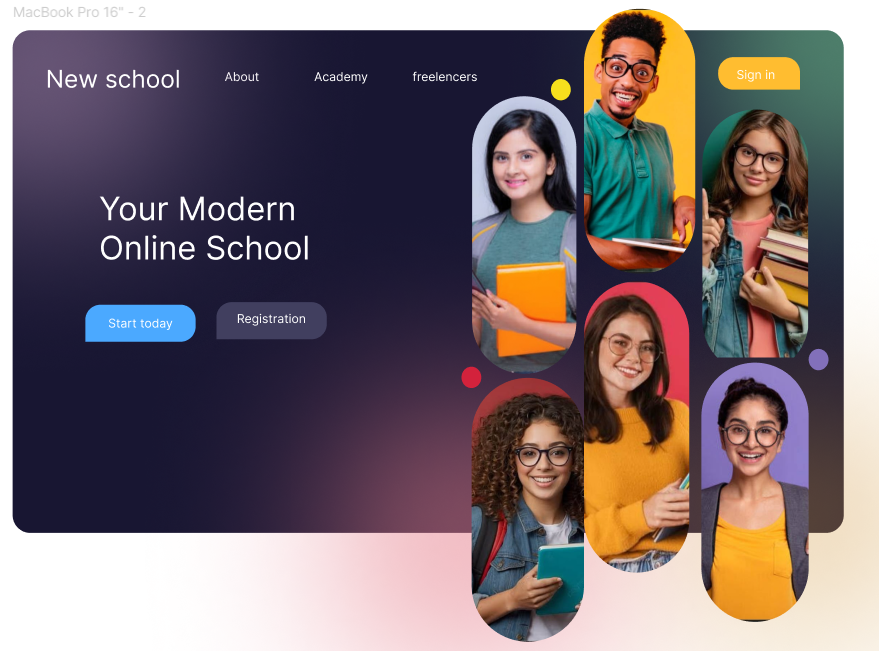 MacBook Pro 16" - 2
New school
About
Academy
freelencers
Sign in
Your Modern
Online School
Start today
Registration